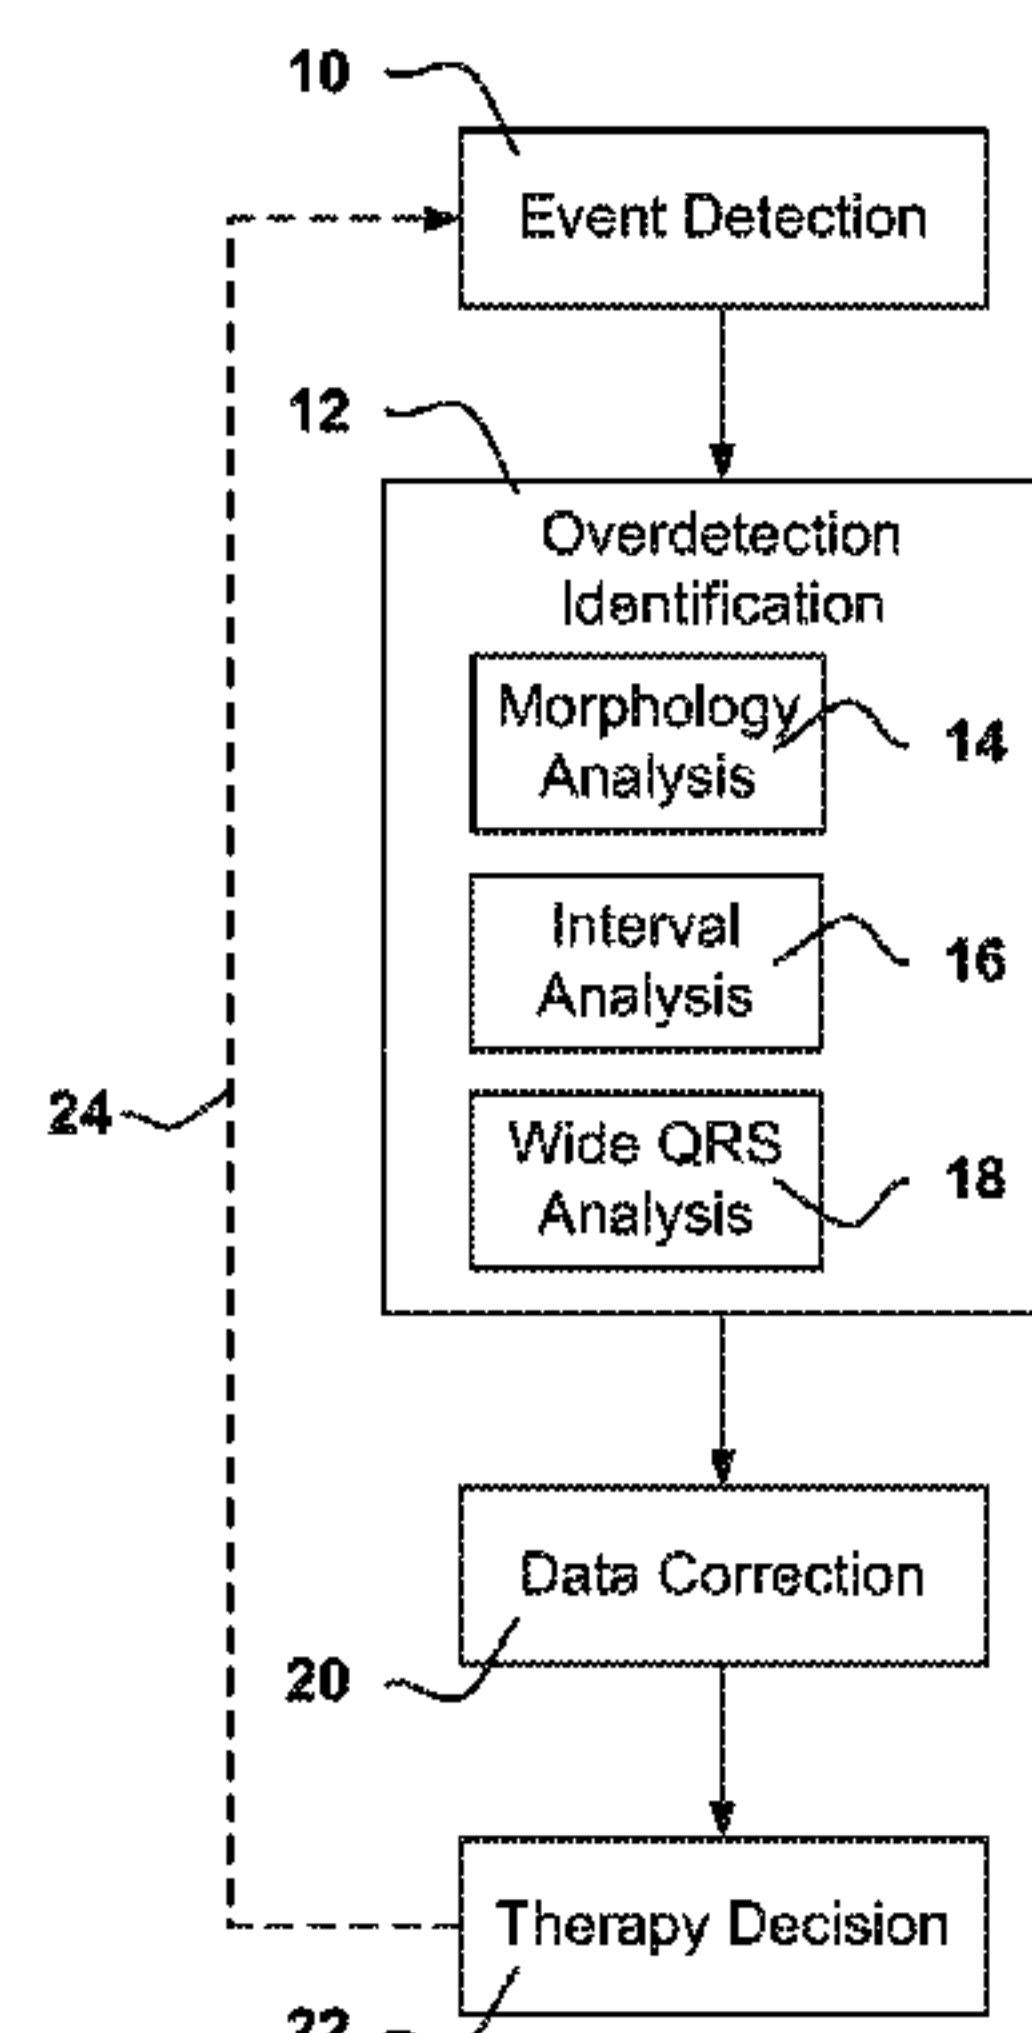 10
Event Detection
12
Overdetection
Identification
Morphology
Analysis
14
Interval
Analysis
16
24
Wide QRS
Analysis
18
Data Correction
20
Therapy Decision
22